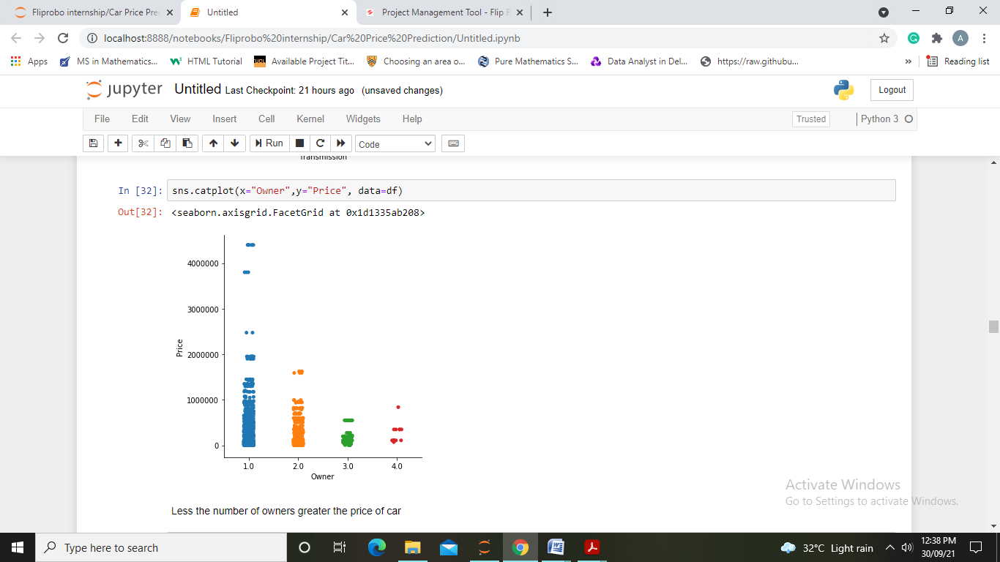 Fliprobo internship/Car Price Pre
Untitled
Project Management Tool - Flip R
localhost:8888/notebooks/Fliprobo%20internship/Car%20Price%20Prediction/Untitled.ipynb
A
Apps
MS in Mathematics...
HTML Tutorial
UCL
Available Project Tit...
Choosing an area o...
Pure Mathematics S...
Data Analyst in Del...
https://raw.githubu...
»
Reading list
jupyter Untitled Last Checkpoint: 21 hours ago (unsaved changes)
Logout
File Edit View Insert Cell Kernel Widgets Help
Trusted
Python 3
Run
Code
Transmission
In [32]: sns.catplot(x="Owner",y="Price", data=df)
Out[32]: <seaborn.axisgrid.FacetGrid at 0x1d1335ab208>
4000000
3000000
2000000
1000000
0
Price
1.0 2.0 3.0 4.0
Owner
Less the number of owners greater the price of car
Activate Windows
Go to Settings to activate Windows.
Type here to search
32°C Light rain
12:38 PM
30/09/21